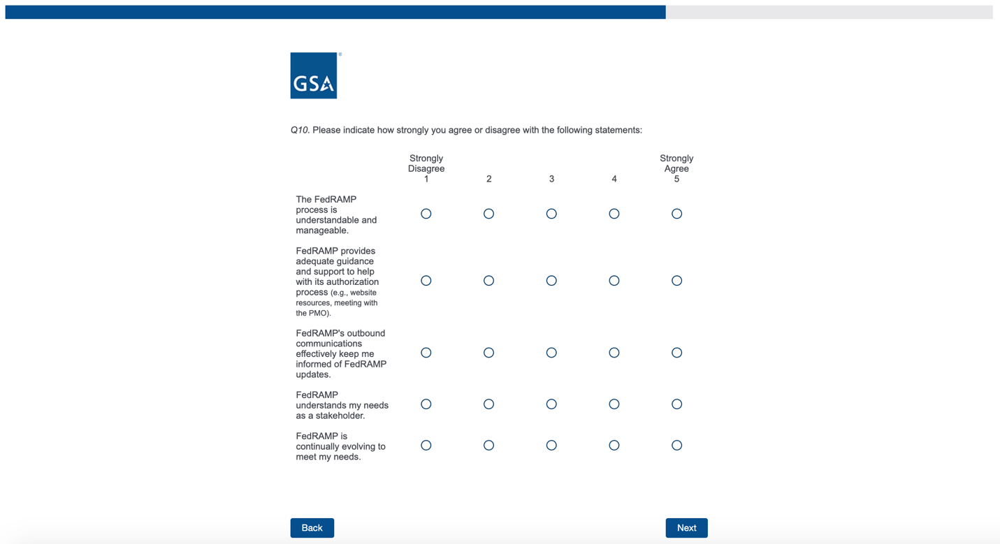 GSA
®
Q10. Please indicate how strongly you agree or disagree with the following statements:
Strongly
Disagree
1
2
3
4
Strongly
Agree
5
The FedRAMP
process is
understandable and
manageable.
FedRAMP provides
adequate guidance
and support to help
with its authorization
process (e.g., website
resources, meeting with
the PMO).
FedRAMP's outbound
communications
effectively keep me
informed of FedRAMP
updates.
FedRAMP
understands my needs
as a stakeholder.
FedRAMP is
continually evolving to
meet my needs.
Back
Next